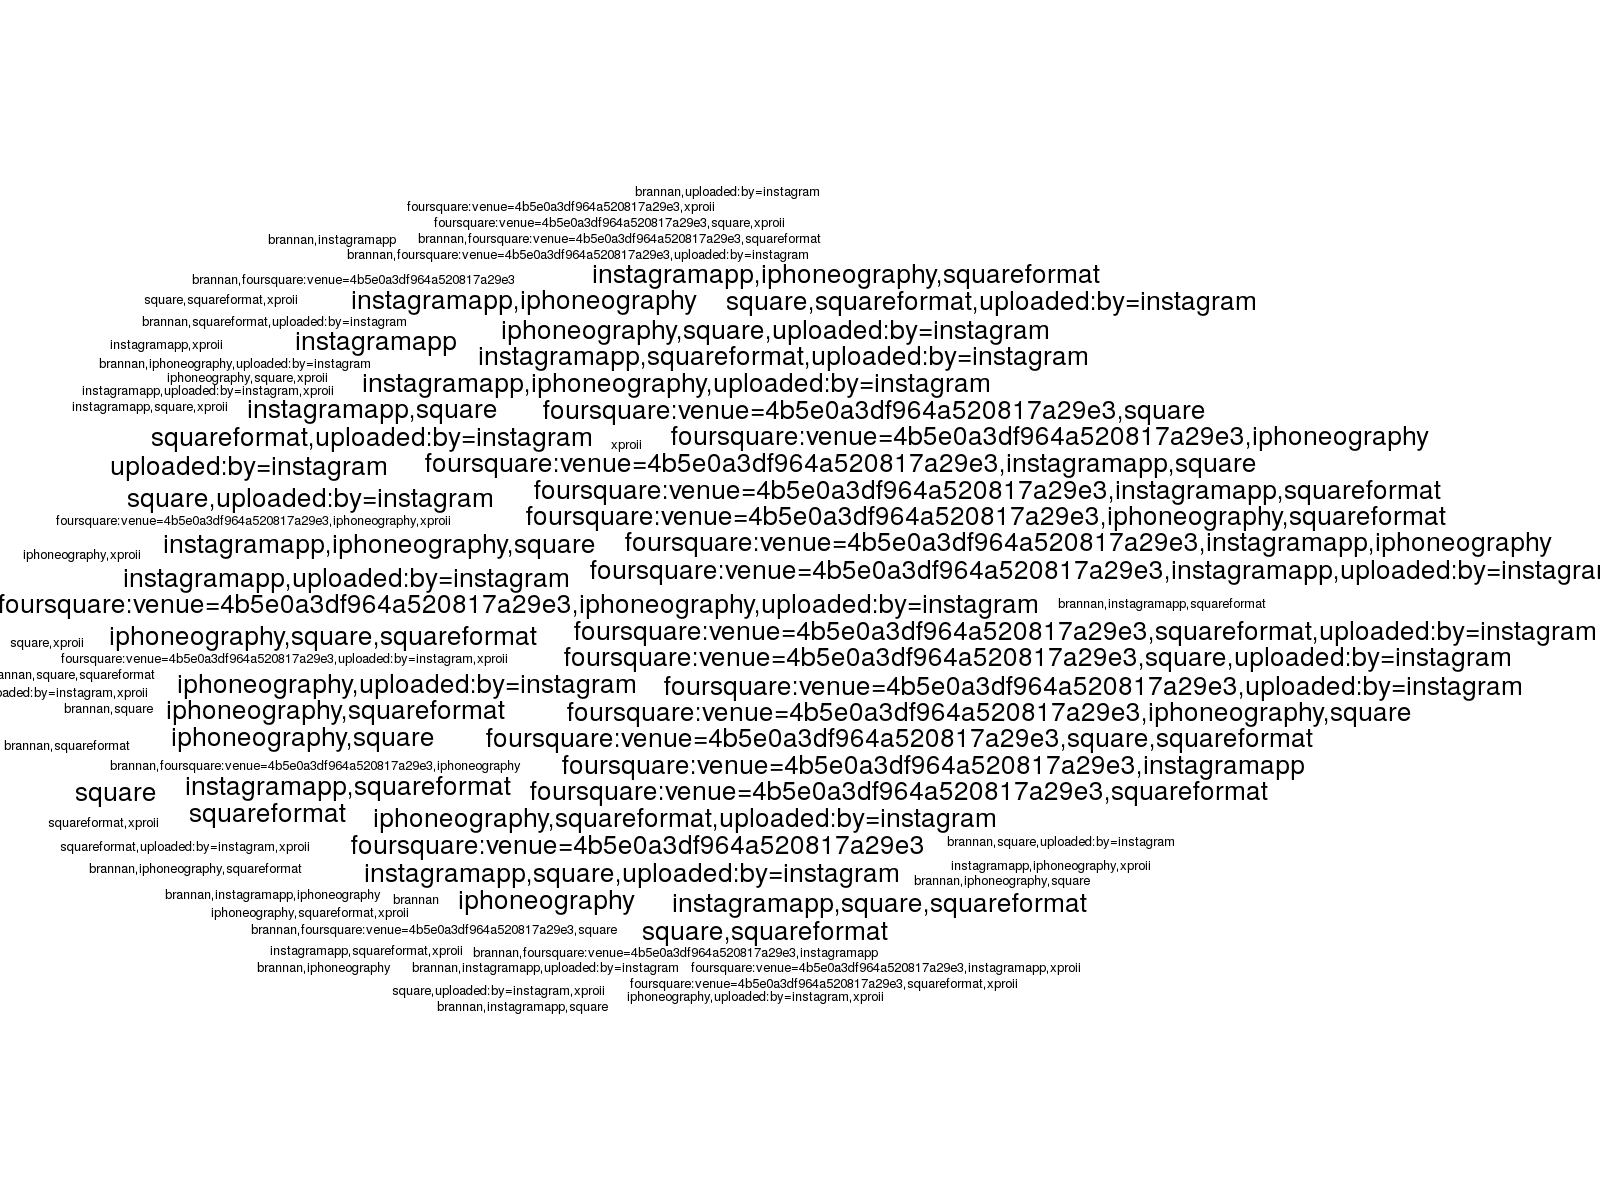 brannan,uploaded:by=instagram
foursquare:venue=4b5e0a3df964a520817a29e3,xproii
foursquare:venue=4b5e0a3df964a520817a29e3,square,xproii
brannan,instagramapp brannan,foursquare:venue=4b5e0a3df964a520817a29e3,squareformat
brannan,foursquare:venue=4b5e0a3df964a520817a29e3,uploaded:by=instagram
brannan,foursquare:venue=4b5e0a3df964a520817a29e3 instagramapp,iphoneography,squareformat
square,squareformat,xproii instagramapp,iphoneography square,squareformat,uploaded:by=instagram
brannan,squareformat,uploaded:by=instagram iphoneography,square,uploaded:by=instagram
instagramapp,xproii instagramapp
instagramapp,squareformat,uploaded:by=instagram
brannan,iphoneography,uploaded:by=instagram
iphoneography,square,xproii instagramapp,iphoneography,uploaded:by=instagram
instagramapp,uploaded:by=instagram,xproii
instagramapp,square,xproii instagramapp,square foursquare:venue=4b5e0a3df964a520817a29e3,square
squareformat,uploaded:by=instagram xproii foursquare:venue=4b5e0a3df964a520817a29e3,iphoneography
uploaded:by=instagram foursquare:venue=4b5e0a3df964a520817a29e3,instagramapp,square
square,uploaded:by=instagram foursquare:venue=4b5e0a3df964a520817a29e3,instagramapp,squareformat
foursquare:venue=4b5e0a3df964a520817a29e3,iphoneography,xproii foursquare:venue=4b5e0a3df964a520817a29e3,iphoneography,squareformat
iphoneography,xproii instagramapp,iphoneography,square foursquare:venue=4b5e0a3df964a520817a29e3,instagramapp,iphoneography
instagramapp,uploaded:by=instagram foursquare:venue=4b5e0a3df964a520817a29e3,instagramapp,uploaded:by=instagra
foursquare:venue=4b5e0a3df964a520817a29e3,iphoneography,uploaded:by=instagram brannan,instagramapp,squareformat
square,xproii iphoneography,square,squareformat foursquare:venue=4b5e0a3df964a520817a29e3,squareformat,uploaded:by=instagram
foursquare:venue=4b5e0a3df964a520817a29e3,uploaded:by=instagram,xproii foursquare:venue=4b5e0a3df964a520817a29e3,square,uploaded:by=instagram
annan,square,squareformat
oaded:by=instagram,xproii iphoneography,uploaded:by=instagram foursquare:venue=4b5e0a3df964a520817a29e3,uploaded:by=instagram
brannan,square iphoneography,squareformat foursquare:venue=4b5e0a3df964a520817a29e3,iphoneography,square
brannan,squareformat iphoneography,square foursquare:venue=4b5e0a3df964a520817a29e3,square,squareformat
brannan,foursquare:venue=4b5e0a3df964a520817a29e3,iphoneography foursquare:venue=4b5e0a3df964a520817a29e3,instagramapp
square instagramapp,squareformat foursquare:venue=4b5e0a3df964a520817a29e3,squareformat
squareformat,xproii squareformat iphoneography,squareformat,uploaded:by=instagram
squareformat,uploaded:by=instagram,xproii foursquare:venue=4b5e0a3df964a520817a29e3 brannan,square,uploaded:by=instagram
brannan,iphoneography,squareformat instagramapp,square,uploaded:by=instagram instagramapp,iphoneography,xproii
brannan,iphoneography,square
brannan,instagramapp,iphoneography brannan iphoneography instagramapp,square,squareformat
iphoneography,squareformat,xproii
brannan,foursquare:venue=4b5e0a3df964a520817a29e3,square square,squareformat
instagramapp,squareformat,xproii brannan,foursquare:venue=4b5e0a3df964a520817a29e3,instagramapp
brannan,iphoneography brannan,instagramapp,uploaded:by=instagram foursquare:venue=4b5e0a3df964a520817a29e3,instagramapp,xproii
square,uploaded:by=instagram,xproii foursquare:venue=4b5e0a3df964a520817a29e3,squareformat,xproii
iphoneography,uploaded:by=instagram,xproii
brannan,instagramapp,square